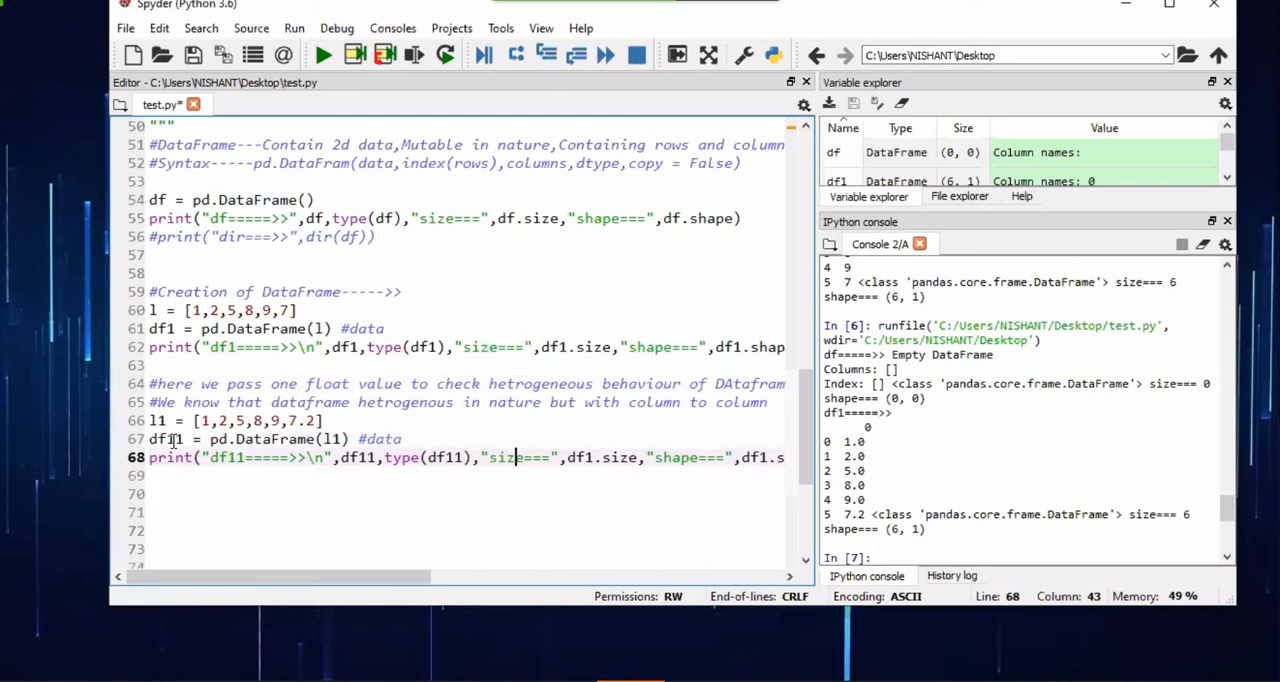 Spyder (Python 3.6)
File Edit Search Source Run Debug Consoles Projects Tools View Help
C:\Users\NISHANT\Desktop
Editor - C:\Users\NISHANT\Desktop\test.py
test.py*
50 """
51 #DataFrame---Contain 2d data,Mutable in nature,Containing rows and column
52 #Syntax-----pd.DataFram(data,index(rows),columns,dtype,copy = False)
53
54 df = pd.DataFrame()
55 print("df=====>>",df,type(df),"size===",df.size,"shape===",df.shape)
56 #print("dir===>>",dir(df))
57
58
59 #Creation of DataFrame----->>
60 l = [1,2,5,8,9,7]
61 df1 = pd.DataFrame(l) #data
62 print("df1=====>>\n",df1,type(df1),"size===",df1.size,"shape===",df1.shap
63
64 #here we pass one float value to check hetrogeneous behaviour of DAtafram
65 #We know that dataframe hetrogenous in nature but with column to column
66 l1 = [1,2,5,8,9,7.2]
67 df11 = pd.DataFrame(l1) #data
68 print("df11=====>>\n",df11,type(df11),"size===",df1.size,"shape===",df1.s
69
70
71
72
73
74
Permissions: RW End-of-lines: CRLF Encoding: ASCII Line: 68 Column: 43 Memory: 49 %
Variable explorer
Name Type Size Value
df DataFrame (0, 0) Column names:
df1 DataFrame (6, 1) Column names: 0
Variable explorer File explorer Help
IPython console
Console 2/A
4 9
5 7 <class 'pandas.core.frame.DataFrame'> size=== 6
shape=== (6, 1)
In [6]: runfile('C:/Users/NISHANT/Desktop/test.py',
wdir='C:/Users/NISHANT/Desktop')
df=====>> Empty DataFrame
Columns: []
Index: [] <class 'pandas.core.frame.DataFrame'> size=== 0
shape=== (0, 0)
df1=====>>
0
0 1.0
1 2.0
2 5.0
3 8.0
4 9.0
5 7.2 <class 'pandas.core.frame.DataFrame'> size=== 6
shape=== (6, 1)
In [7]:
IPython console History log